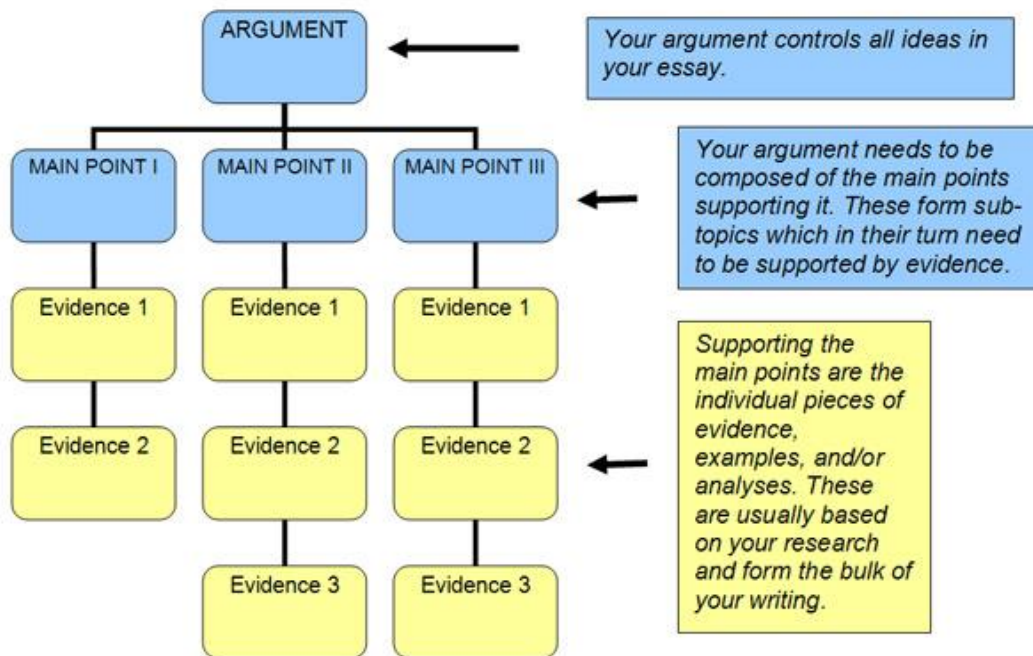 ARGUMENT
Your argument controls all ideas in
your essay.
MAIN POINT I
MAIN POINT II
MAIN POINT III
Your argument needs to be
composed of the main points
supporting it. These form sub-
topics which in their turn need
to be supported by evidence.
Evidence 1
Evidence 1
Evidence 1
Supporting the
main points are the
individual pieces of
evidence,
examples, and/or
analyses. These
are usually based
on your research
and form the bulk of
your writing.
Evidence 2
Evidence 2
Evidence 2
Evidence 3
Evidence 3